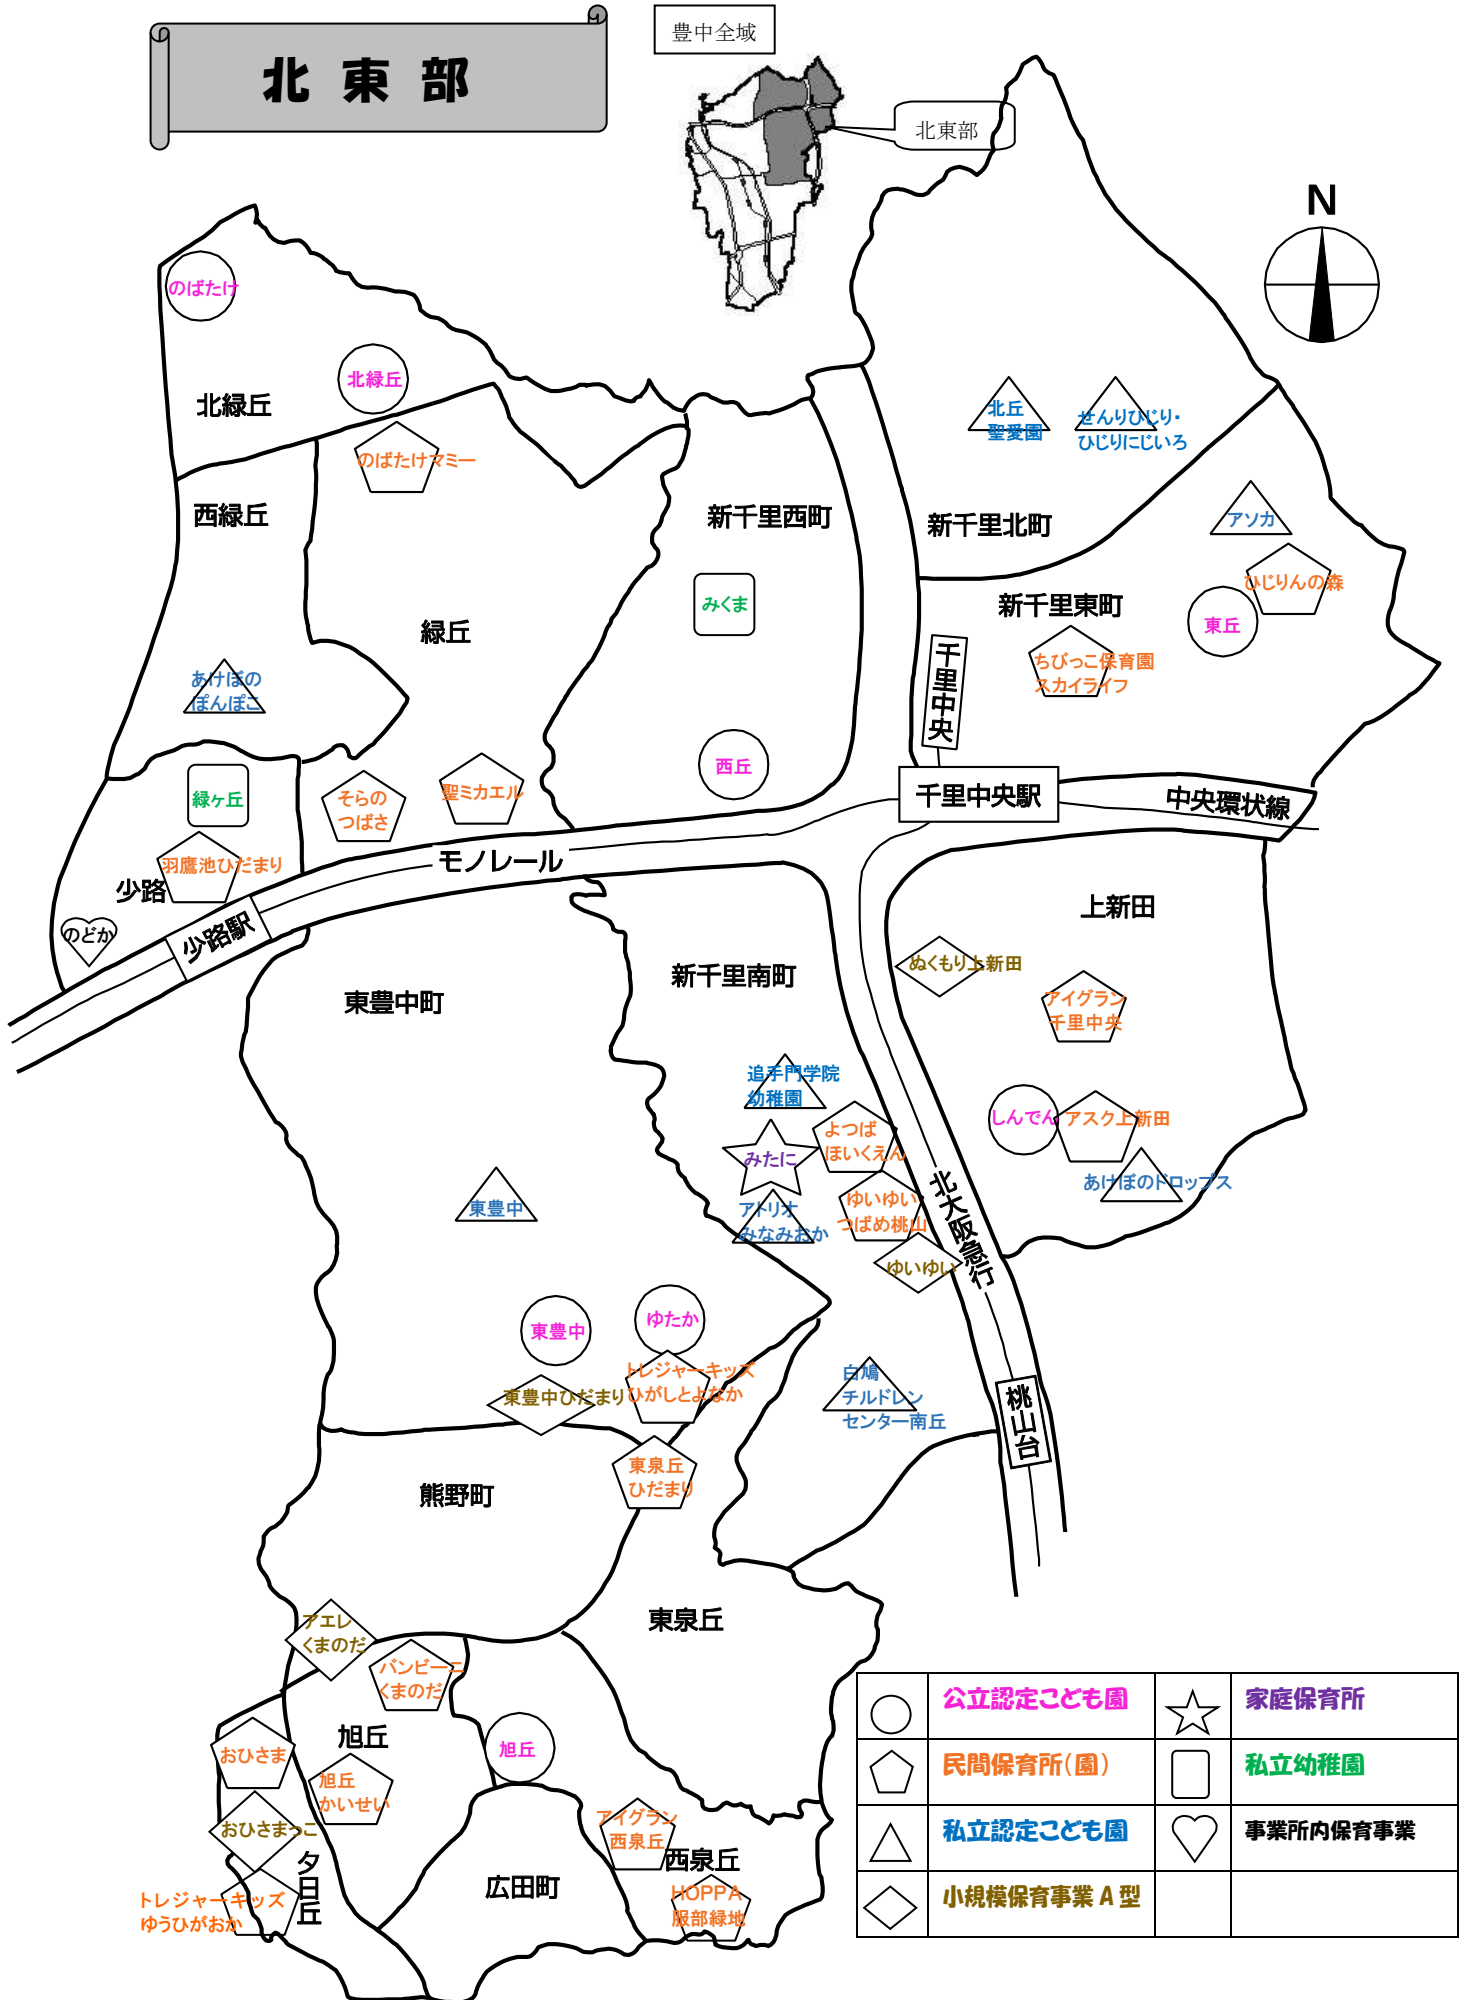 北東部
豊中全域
北東部
N
のばたけ
北緑丘
北緑丘
のばたけマミー
西緑丘
緑丘
あけぼの
ぽんぽこ
新千里西町
みくま
西丘
北丘
聖愛園
せんりひじり・
ひじりにじいろ
新千里北町
アソカ
ひじりんの森
新千里東町
東丘
ちびっこ保育園
スカイライフ
千里中央
千里中央駅
中央環状線
緑ヶ丘
そらの
つばさ
聖ミカエル
羽鷹池ひだまり
少路
のどか
少路駅
モノレール
東豊中町
新千里南町
上新田
ぬくもり上新田
アイグラン
千里中央
しんでん
アスク上新田
あけぼのドロップス
追手門学院
幼稚園
よつば
ほいくえん
みたに
アトリオ
みなみおか
ゆいゆい
つばめ桃山
ゆいゆい
北大阪急行
東豊中
東豊中
ゆたか
トレジャーキッズ
ひがしとよなか
東豊中ひだまり
白鳩
チルドレン
センター南丘
桃山台
東泉丘
ひだまり
熊野町
東泉丘
アエレ
くまのだ
バンビーニ
くまのだ
旭丘
旭丘
おひさま
旭丘
かいせい
おひさまっこ
夕日丘
トレジャーキッズ
ゆうひがおか
広田町
アイグラン
西泉丘
西泉丘
HOPPA
服部緑地
公立認定こども園
家庭保育所
民間保育所(園)
私立幼稚園
私立認定こども園
事業所内保育事業
小規模保育事業A型